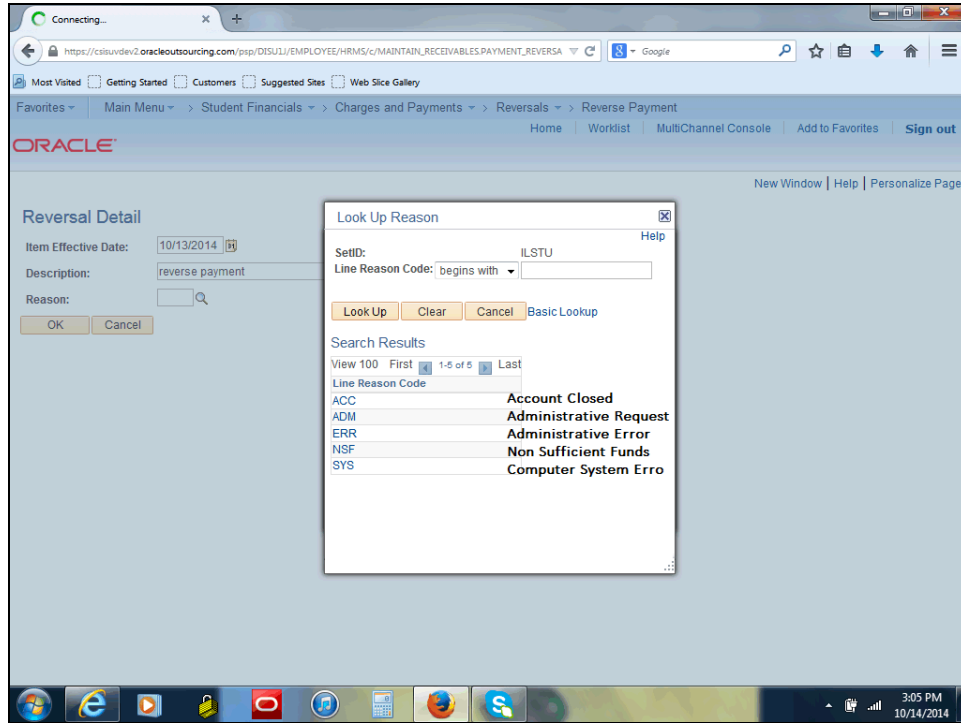 Connecting...
https://csisuvdev2.oracleoutsourcing.com/psp/DISU1J/EMPLOYEE/HRMS/c/MAINTAIN_RECEIVABLES.PAYMENT_REVERSA
Google
Most Visited Getting Started Customers Suggested Sites Web Slice Gallery
Favorites Main Menu > Student Financials > Charges and Payments > Reversals > Reverse Payment
Home Worklist MultiChannel Console Add to Favorites Sign out
ORACLE
New Window | Help | Personalize Page
Reversal Detail
Item Effective Date: 10/13/2014
Description: reverse payment
Reason:
OK Cancel
Look Up Reason
Help
SetID: ILSTU
Line Reason Code: begins with
Look Up Clear Cancel Basic Lookup
Search Results
View 100 First 1-5 of 5 Last
Line Reason Code
ACC Account Closed
ADM Administrative Request
ERR Administrative Error
NSF Non Sufficient Funds
SYS Computer System Erro
3:05 PM
10/14/2014